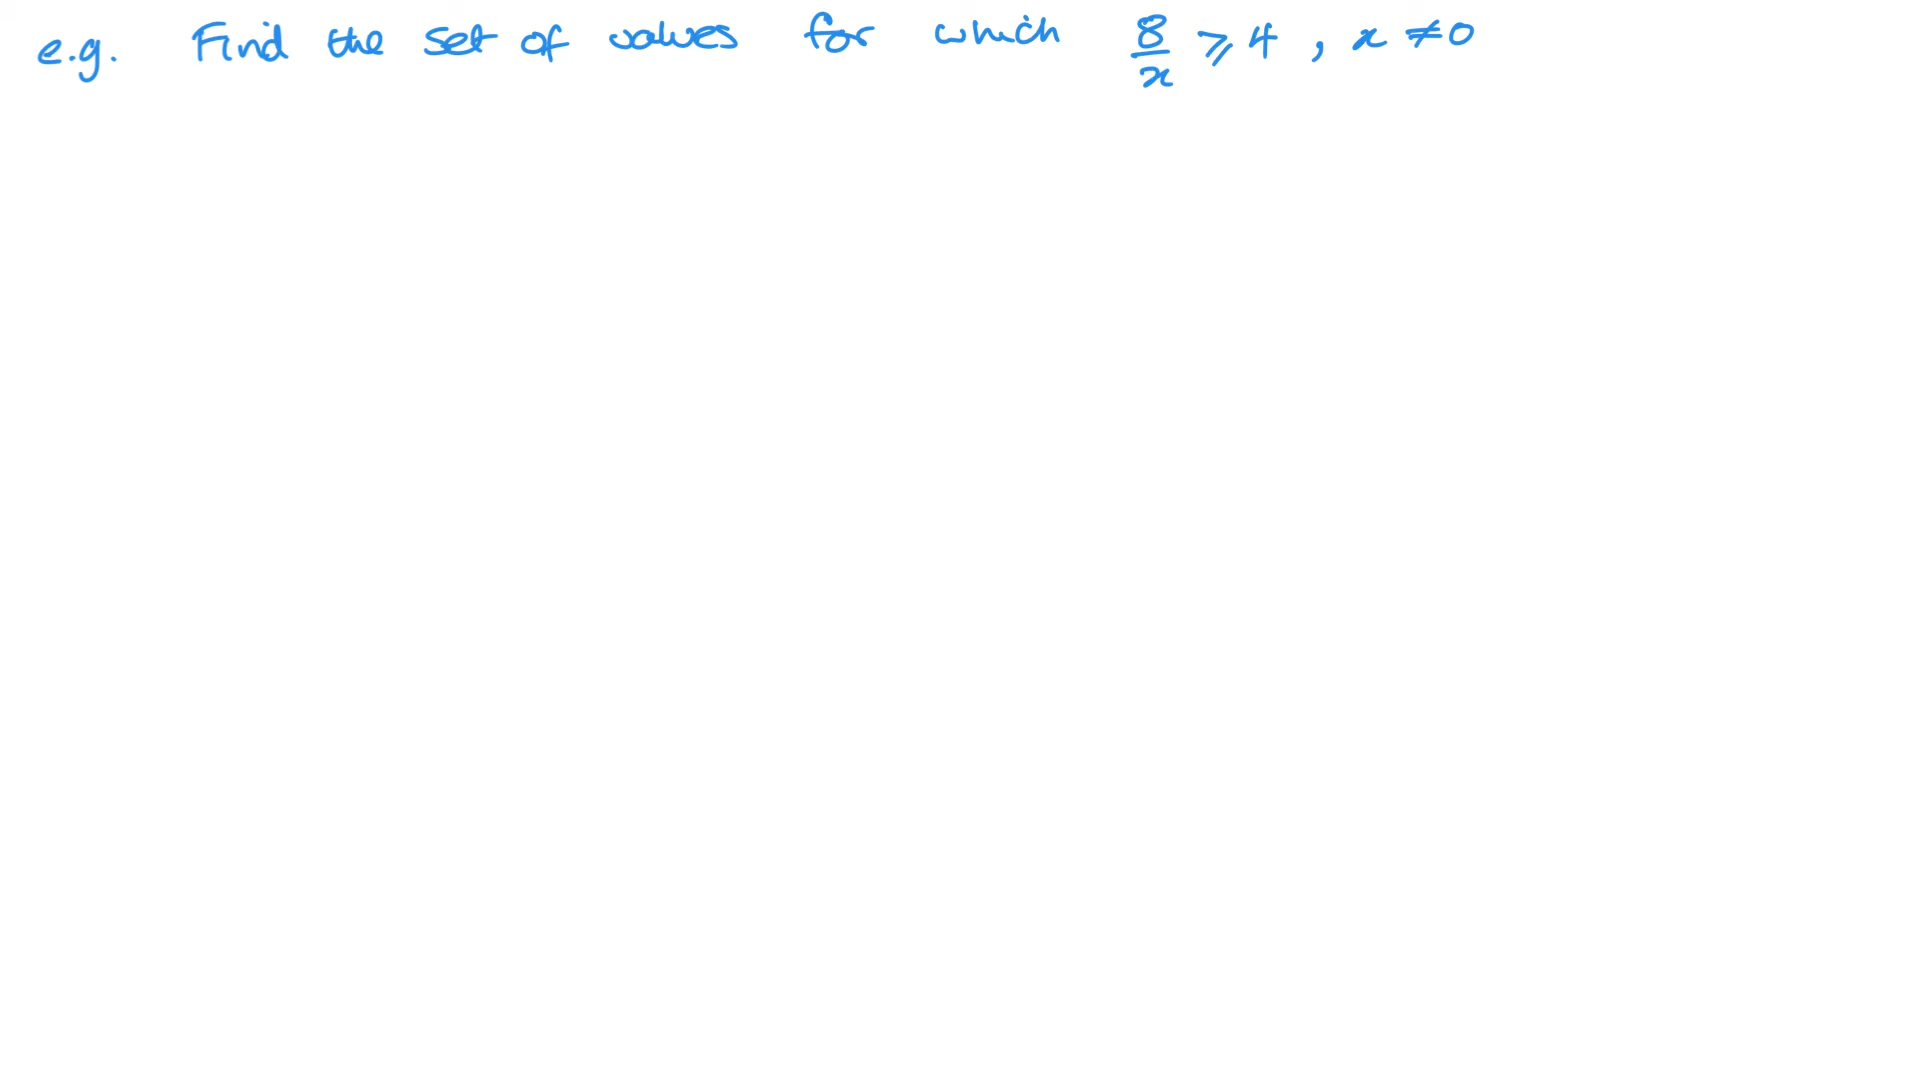 e.g. Find the set of values for which 8/x ⩾ 4 , x ≠ 0